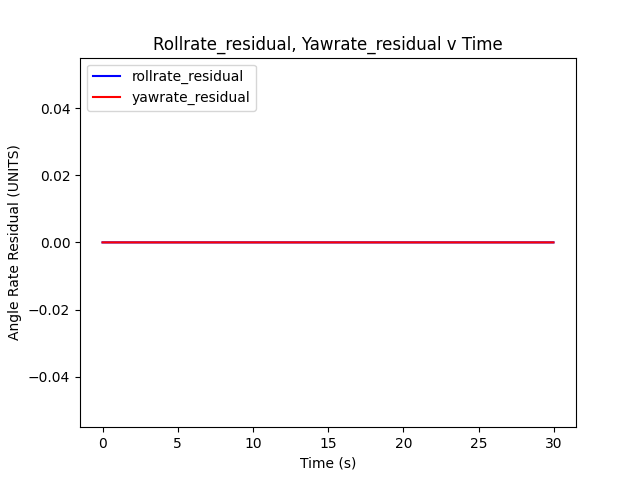 Rollrate_residual, Yawrate_residual v Time
rollrate_residual
yawrate_residual
Angle Rate Residual (UNITS)
0.04
0.02
0.00
−0.02
−0.04
0 5 10 15 20 25 30
Time (s)